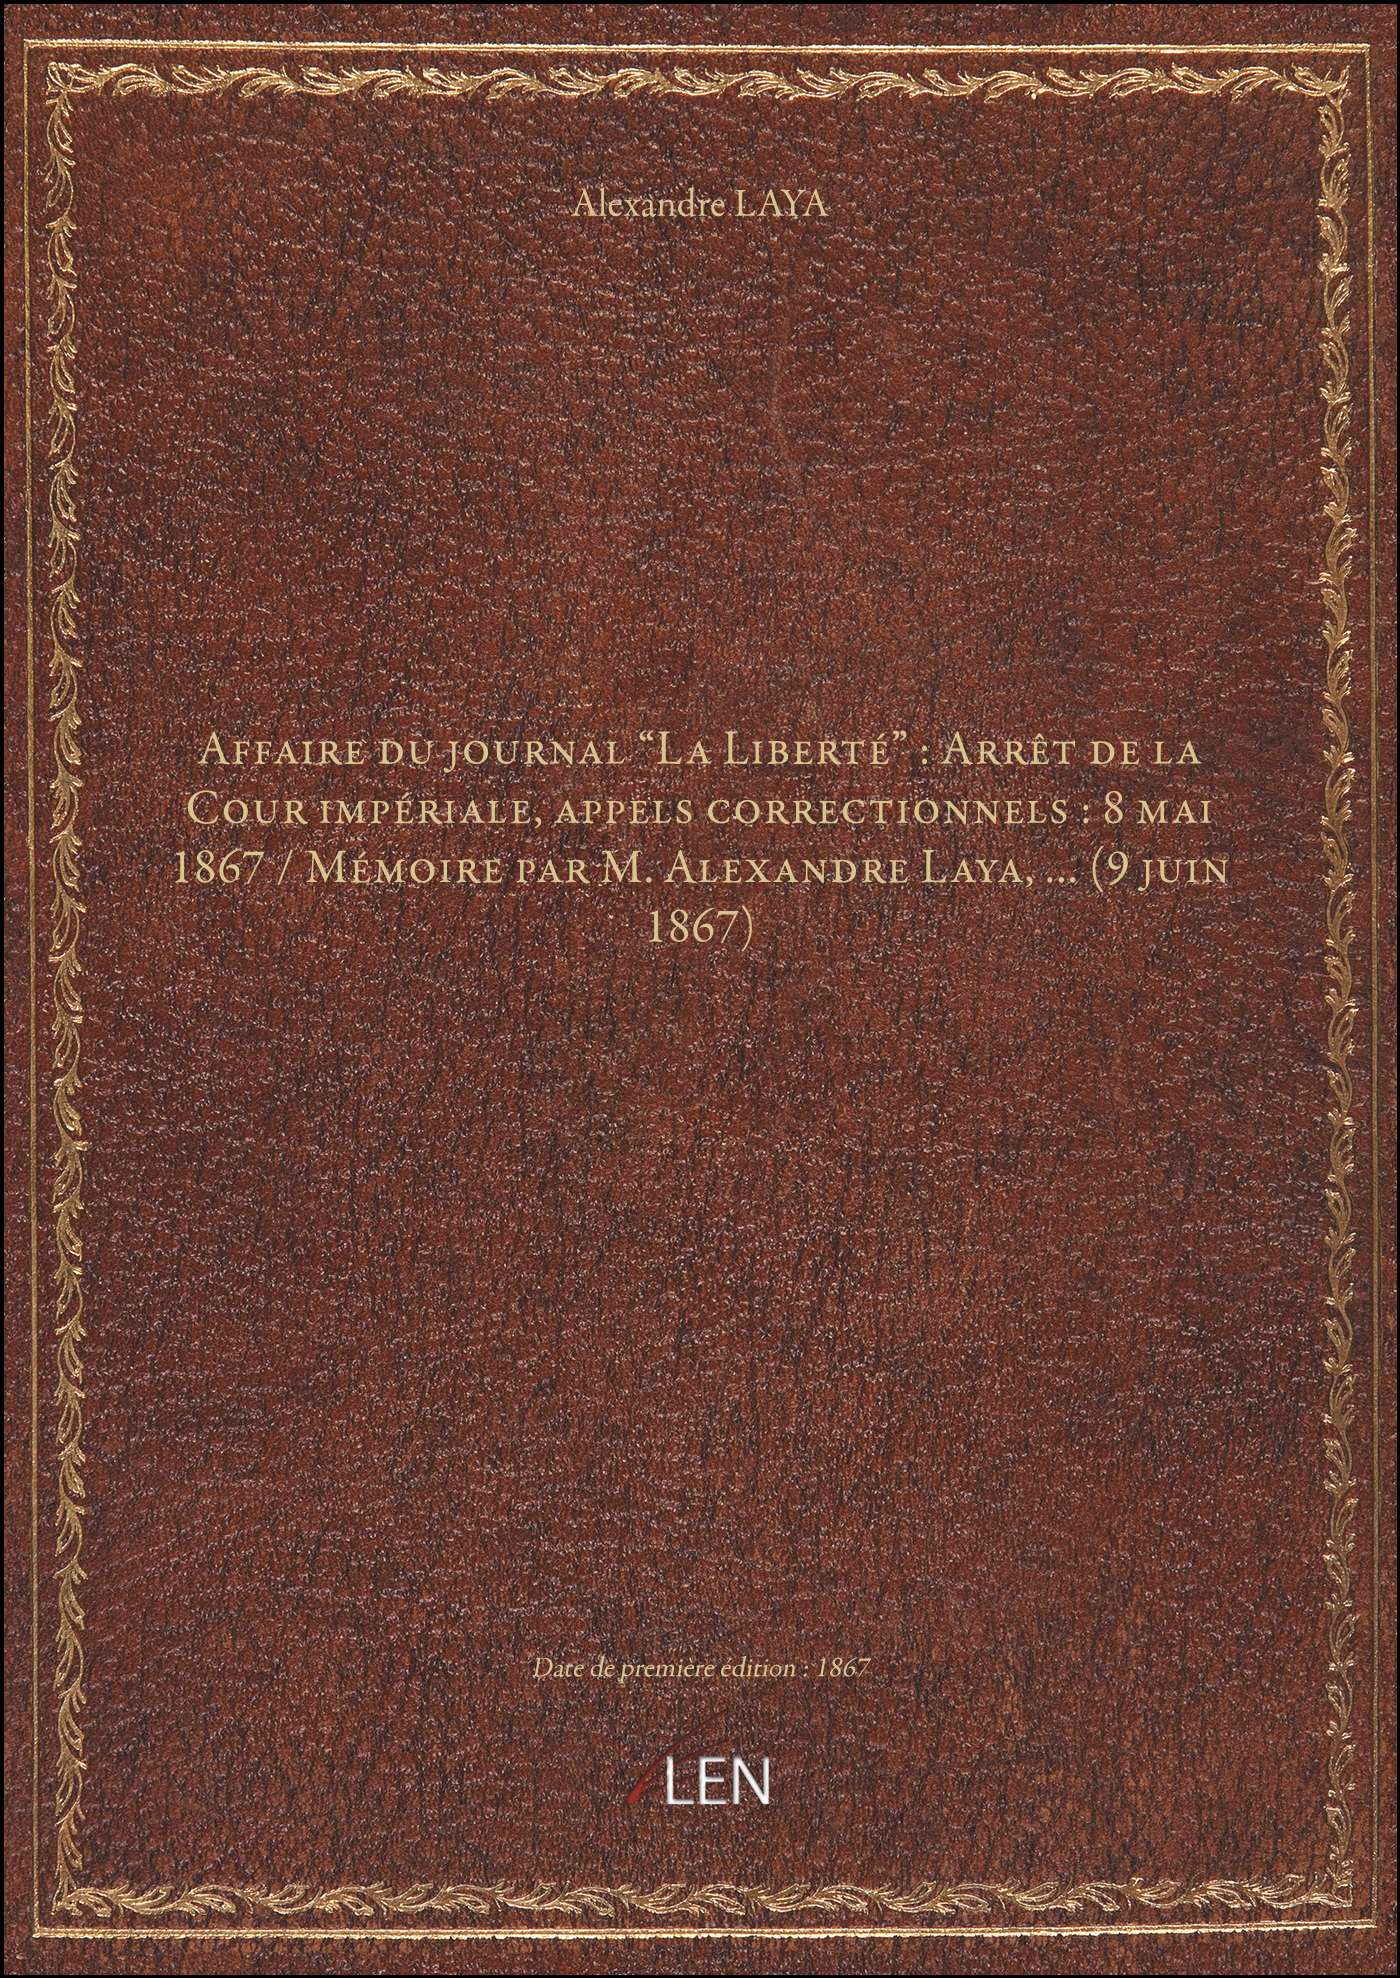 Alexandre LAYA
Affaire du journal “La Liberté” : Arrêt de la
Cour impériale, appels correctionnels : 8 mai
1867 / Mémoire par M. Alexandre Laya, ... (9 juin
1867)
Date de première édition : 1867
LEN